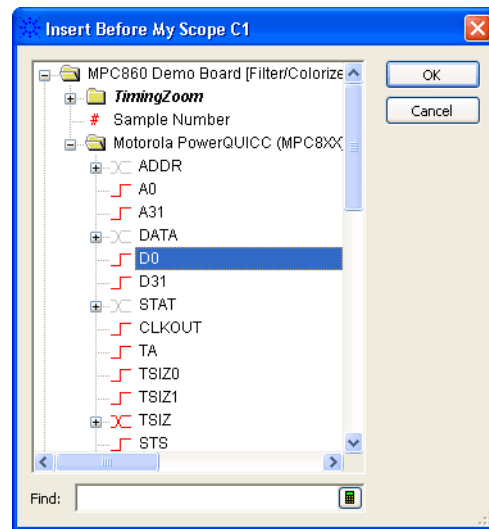 Insert Before My Scope C1
MPC860 Demo Board [Filter/Colorize
TimingZoom
# Sample Number
Motorola PowerQUICC (MPC8XX
ADDR
A0
A31
DATA
D0
D31
STAT
CLKOUT
TA
TSIZ0
TSIZ1
TSIZ
STS
OK
Cancel
Find: